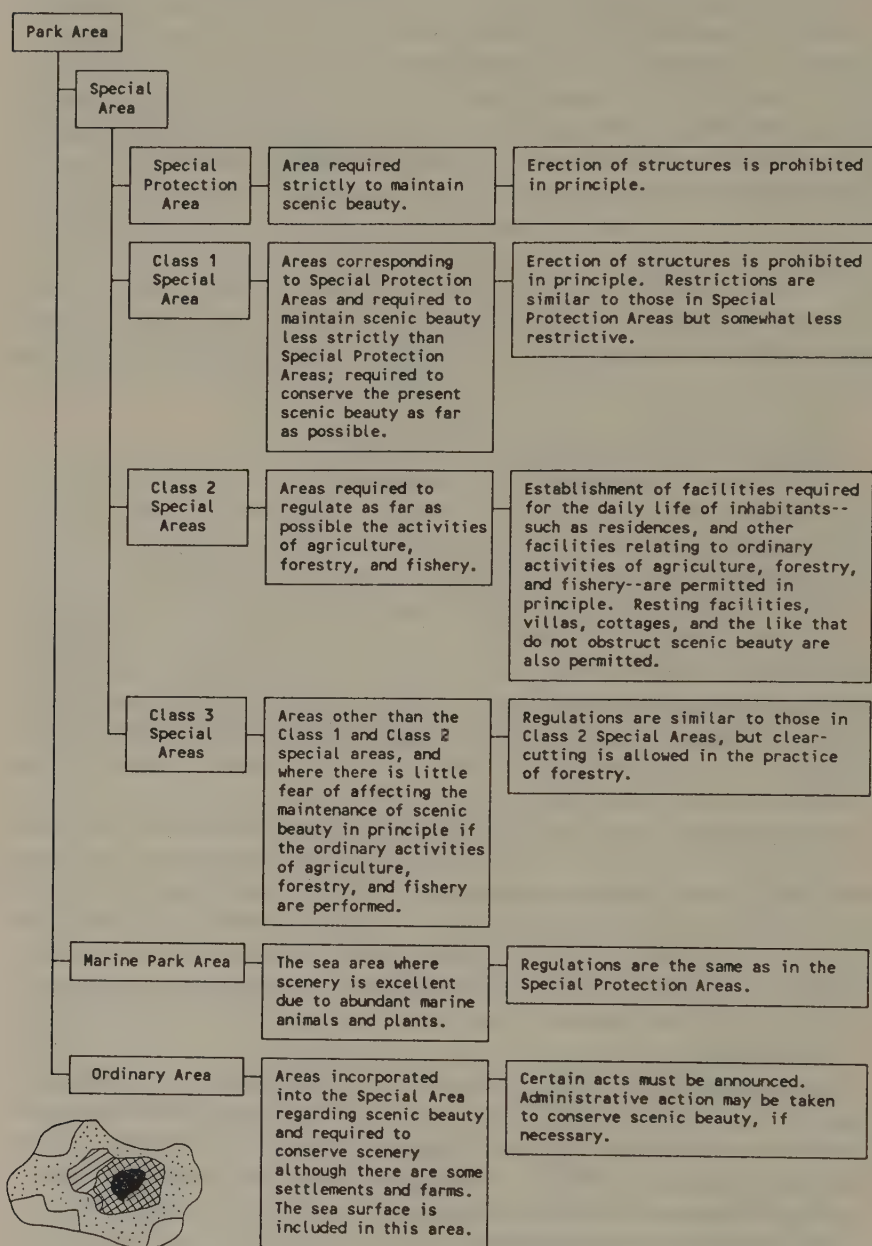 Park Area
Special
Area
Special
Protection
Area
Area required
strictly to maintain
scenic beauty.
Erection of structures is prohibited
in principle.
Class 1
Special
Area
Areas corresponding
to Special Protection
Areas and required to
maintain scenic beauty
less strictly than
Special Protection
Areas; required to
conserve the present
scenic beauty as far
as possible.
Erection of structures is prohibited
in principle. Restrictions are
similar to those in Special
Protection Areas but somewhat less
restrictive.
Class 2
Special
Areas
Areas required to
regulate as far as
possible the activities
of agriculture,
forestry, and fishery.
Establishment of facilities required
for the daily life of inhabitants--
such as residences, and other
facilities relating to ordinary
activities of agriculture, forestry,
and fishery--are permitted in
principle. Resting facilities,
villas, cottages, and the like that
do not obstruct scenic beauty are
also permitted.
Class 3
Special
Areas
Areas other than the
Class 1 and Class 2
special areas, and
where there is little
fear of affecting the
maintenance of scenic
beauty in principle if
the ordinary activities
of agriculture,
forestry, and fishery
are performed.
Regulations are similar to those in
Class 2 Special Areas, but clear-
cutting is allowed in the practice
of forestry.
Marine Park Area
The sea area where
scenery is excellent
due to abundant marine
animals and plants.
Regulations are the same as in the
Special Protection Areas.
Ordinary Area
Areas incorporated
into the Special Area
regarding scenic beauty
and required to
conserve scenery
although there are some
settlements and farms.
The sea surface is
included in this area.
Certain acts must be announced.
Administrative action may be taken
to conserve scenic beauty, if
necessary.